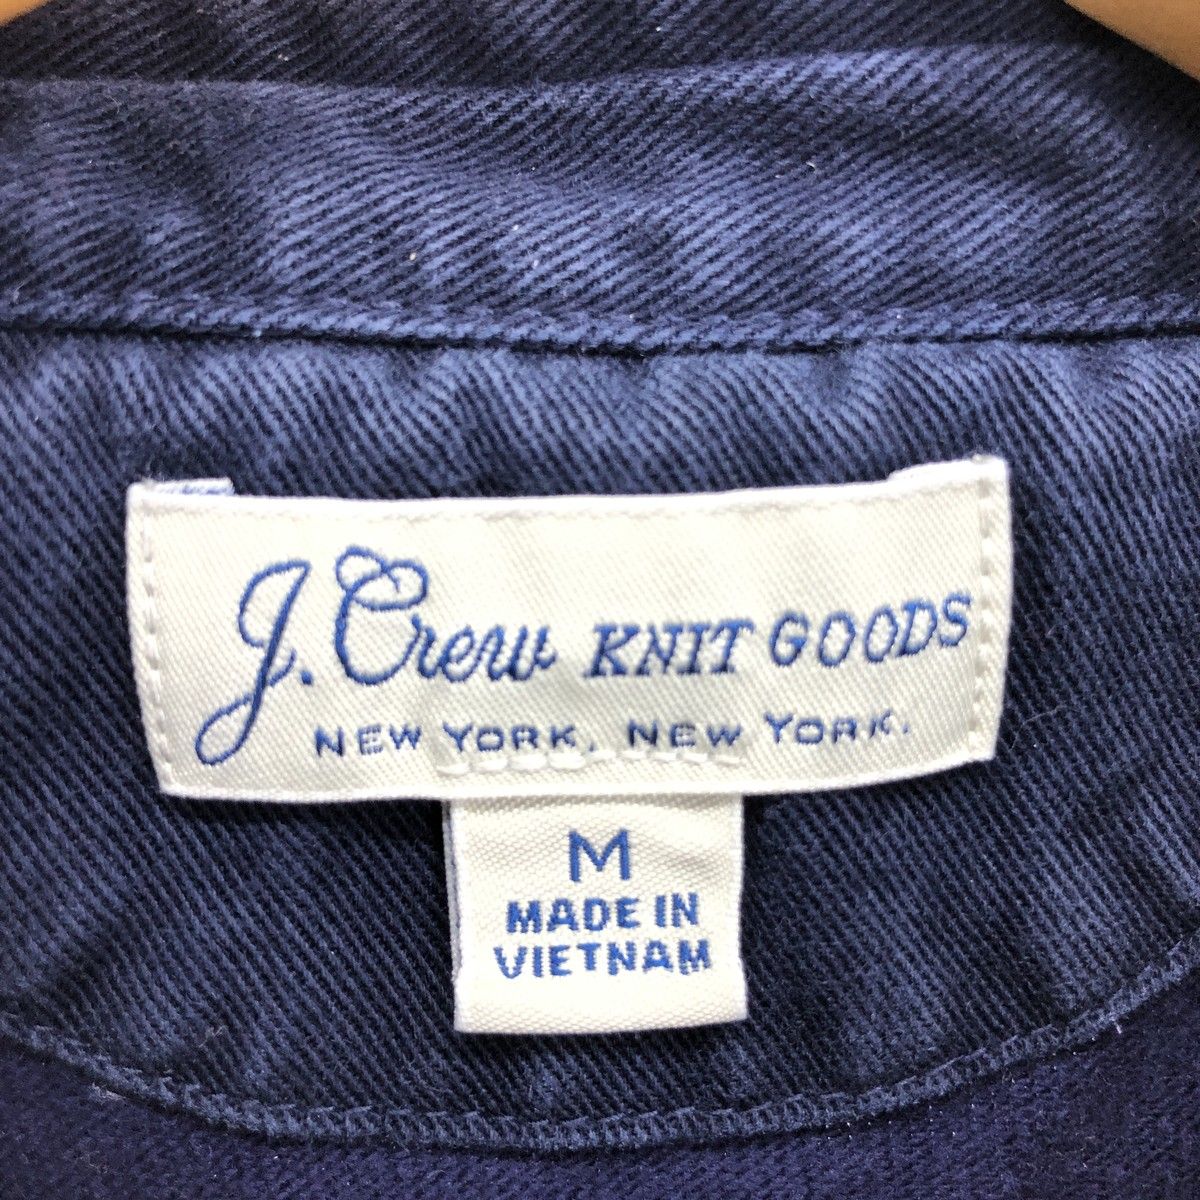 J.Crew KNIT GOODS
NEW YORK, NEW YORK.
M
MADE IN
VIETNAM